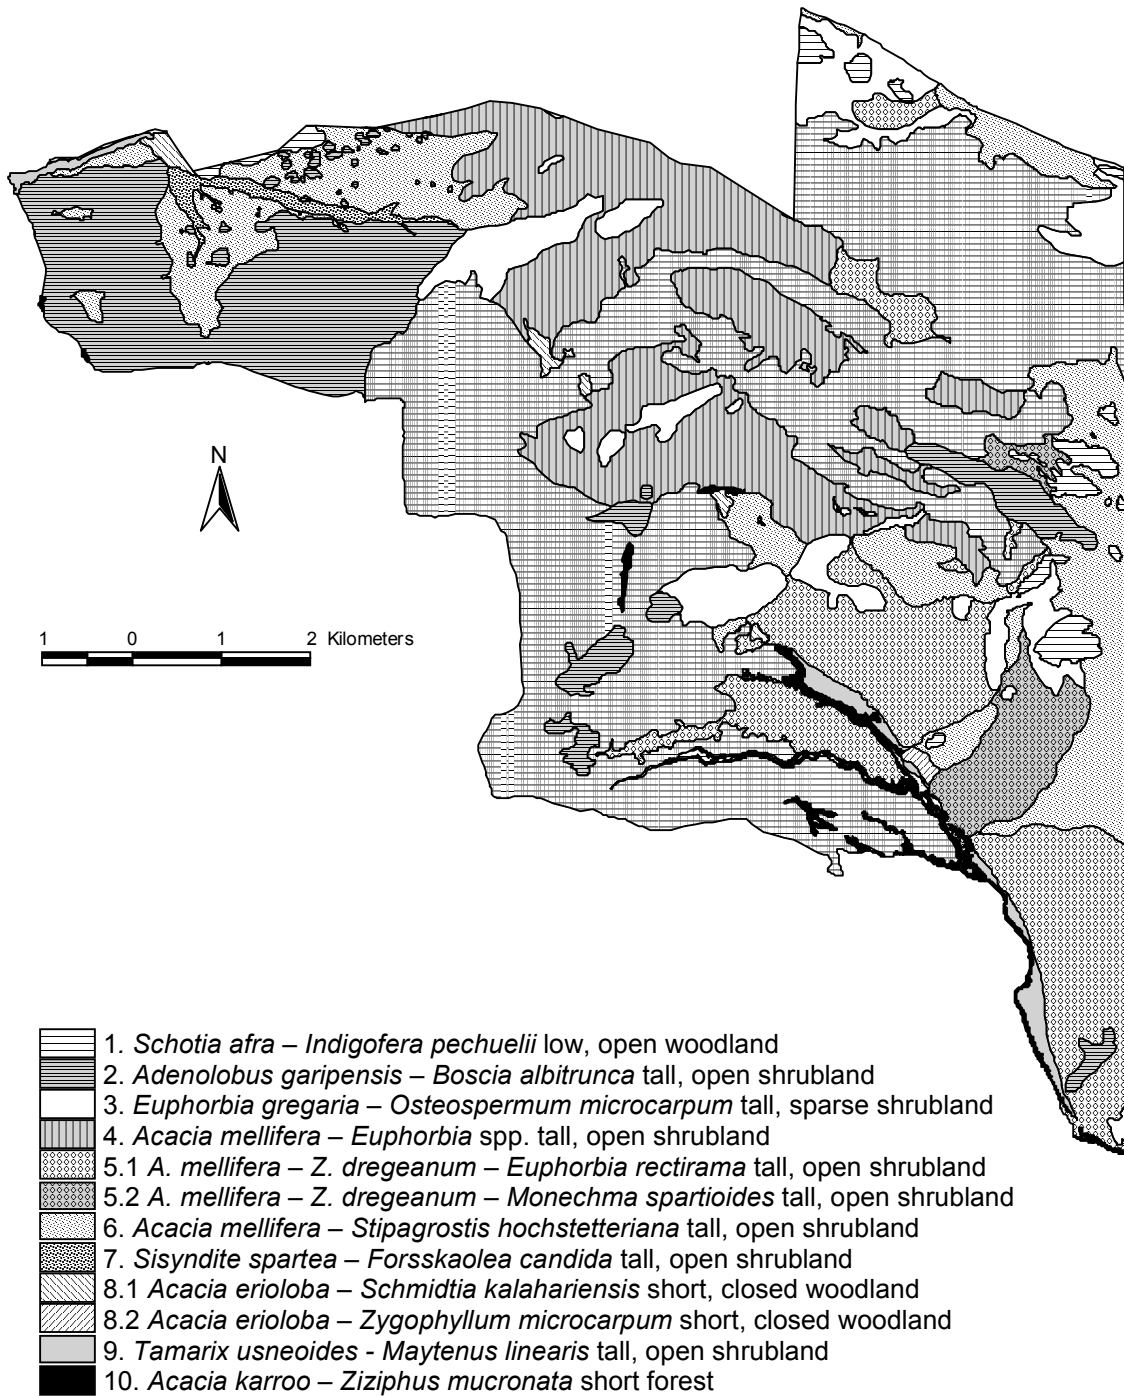 N
1 0 1 2 Kilometers
1. Schotia afra – Indigofera pechuelii low, open woodland
2. Adenolobus garipensis – Boscia albitrunca tall, open shrubland
3. Euphorbia gregaria – Osteospermum microcarpum tall, sparse shrubland
4. Acacia mellifera – Euphorbia spp. tall, open shrubland
5.1 A. mellifera – Z. dregeanum – Euphorbia rectirama tall, open shrubland
5.2 A. mellifera – Z. dregeanum – Monechma spartioides tall, open shrubland
6. Acacia mellifera – Stipagrostis hochstetteriana tall, open shrubland
7. Sisyndite spartea – Forsskaolea candida tall, open shrubland
8.1 Acacia erioloba – Schmidtia kalahariensis short, closed woodland
8.2 Acacia erioloba – Zygophyllum microcarpum short, closed woodland
9. Tamarix usneoides - Maytenus linearis tall, open shrubland
10. Acacia karroo – Ziziphus mucronata short forest